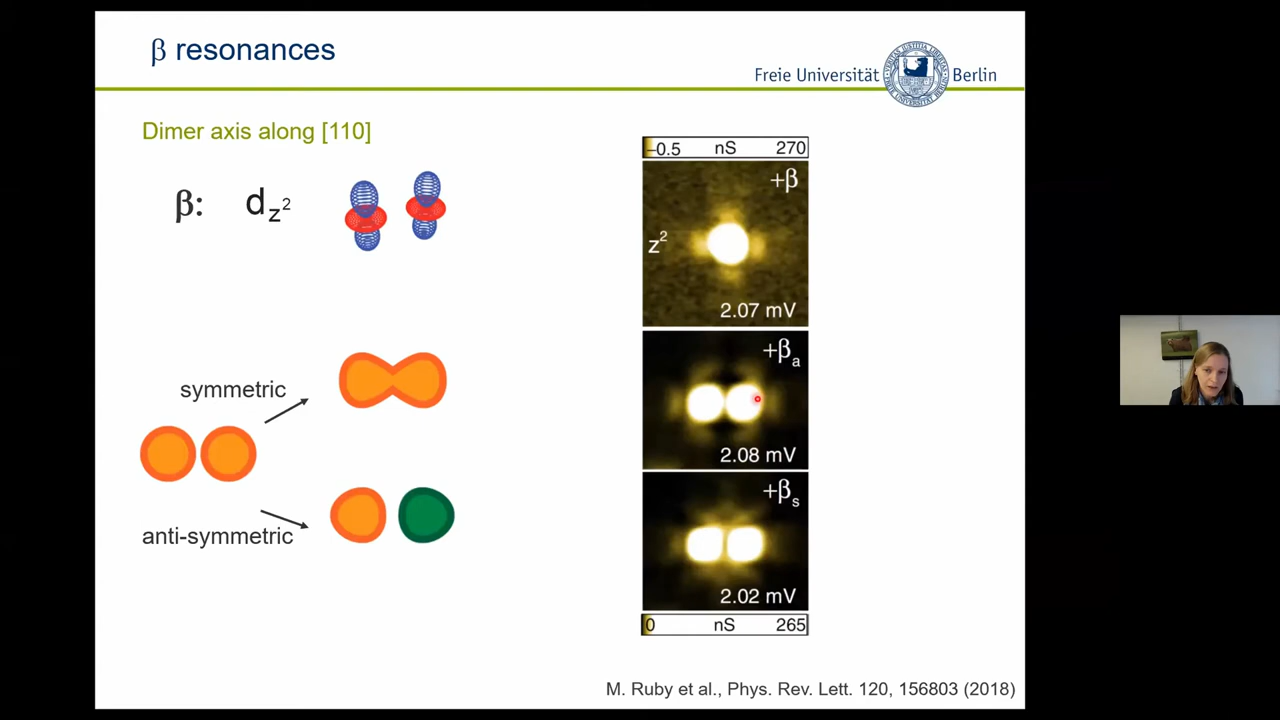 β resonances
Freie Universität Berlin
Dimer axis along [110]
β: d_z²
symmetric
anti-symmetric
−0.5 nS 270
+β
z²
2.07 mV
+βₐ
2.08 mV
+βₛ
2.02 mV
0 nS 265
M. Ruby et al., Phys. Rev. Lett. 120, 156803 (2018)